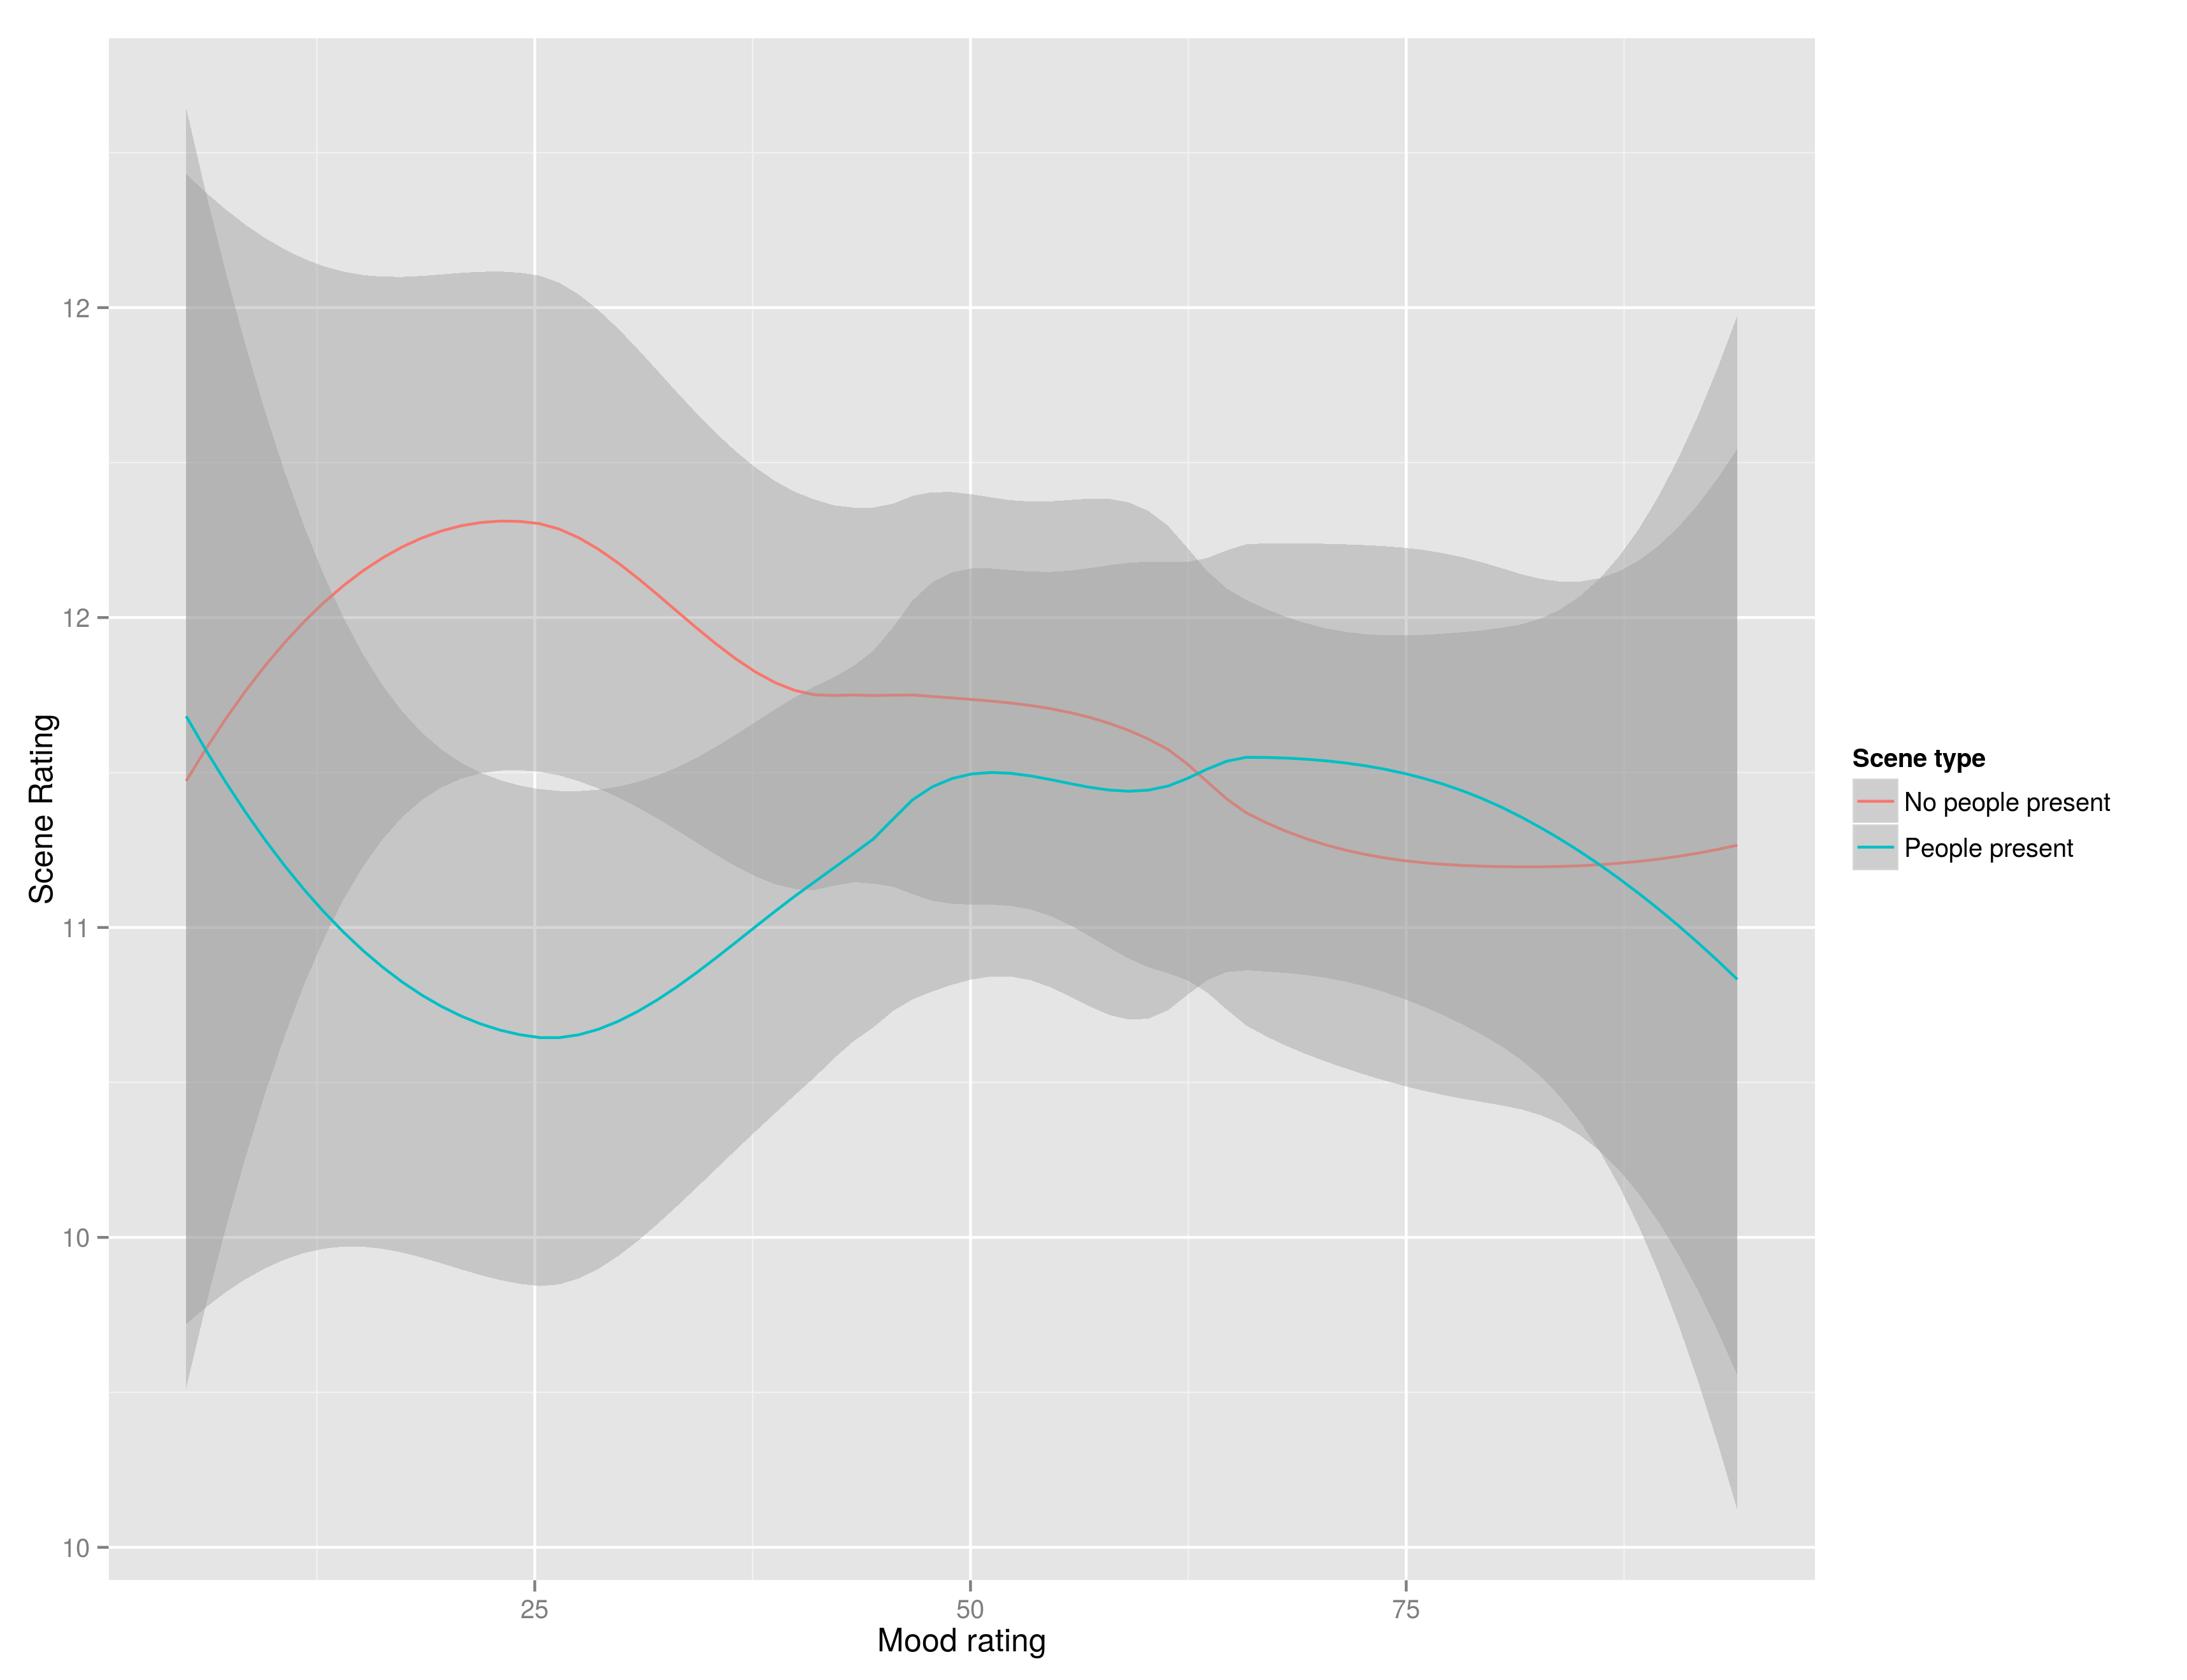 Scene Rating
12
12
11
10
10
25
50
75
Mood rating
Scene type
No people present
People present